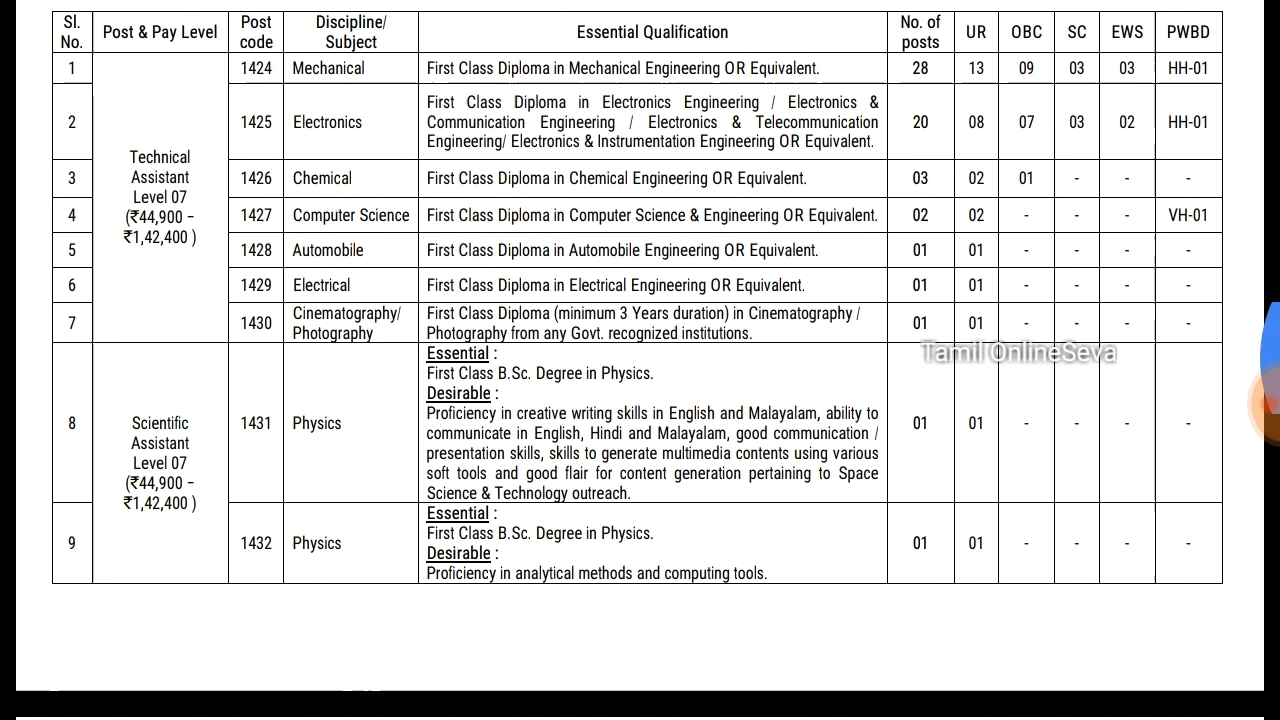 Sl. No. Post & Pay Level Post code Discipline/ Subject Essential Qualification No. of posts UR OBC SC EWS PWBD
1 1424 Mechanical First Class Diploma in Mechanical Engineering OR Equivalent. 28 13 09 03 03 HH-01
Technical
Assistant
Level 07
(₹44,900 –
₹1,42,400 )
2 1425 Electronics
First Class Diploma in Electronics Engineering / Electronics &
Communication Engineering / Electronics & Telecommunication
Engineering/ Electronics & Instrumentation Engineering OR Equivalent.
20 08 07 03 02 HH-01
3 1426 Chemical First Class Diploma in Chemical Engineering OR Equivalent. 03 02 01 - - -
4 1427 Computer Science First Class Diploma in Computer Science & Engineering OR Equivalent. 02 02 - - - VH-01
5 1428 Automobile First Class Diploma in Automobile Engineering OR Equivalent. 01 01 - - - -
6 1429 Electrical First Class Diploma in Electrical Engineering OR Equivalent. 01 01 - - - -
7 1430 Cinematography/
Photography
First Class Diploma (minimum 3 Years duration) in Cinematography /
Photography from any Govt. recognized institutions.
01 01 - - - -
Tamil OnlineSeva
Scientific
Assistant
Level 07
(₹44,900 –
₹1,42,400 )
8 1431 Physics
Essential :
First Class B.Sc. Degree in Physics.
Desirable :
Proficiency in creative writing skills in English and Malayalam, ability to
communicate in English, Hindi and Malayalam, good communication /
presentation skills, skills to generate multimedia contents using various
soft tools and good flair for content generation pertaining to Space
Science & Technology outreach.
01 01 - - - -
9 1432 Physics
Essential :
First Class B.Sc. Degree in Physics.
Desirable :
Proficiency in analytical methods and computing tools.
01 01 - - - -